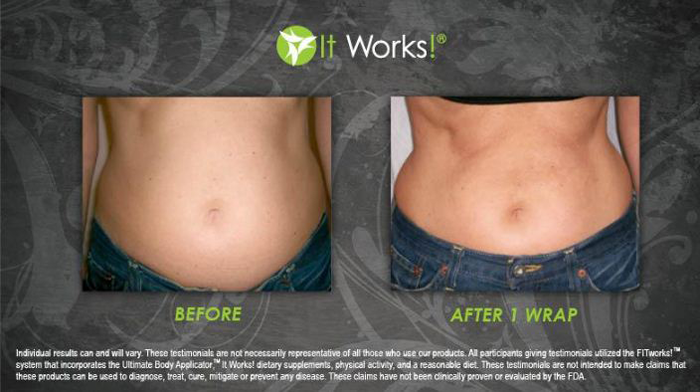 It Works!®
BEFORE
AFTER 1 WRAP
Individual results can and will vary. These testimonials are not necessarily representative of all those who use our products. All participants giving testimonials utilized the FITworks!™
system that incorporates the Ultimate Body Applicator,™ It Works! dietary supplements, physical activity, and a reasonable diet. These testimonials are not intended to make claims that
these products can be used to diagnose, treat, cure, mitigate or prevent any disease. These claims have not been clinically proven or evaluated by the FDA.